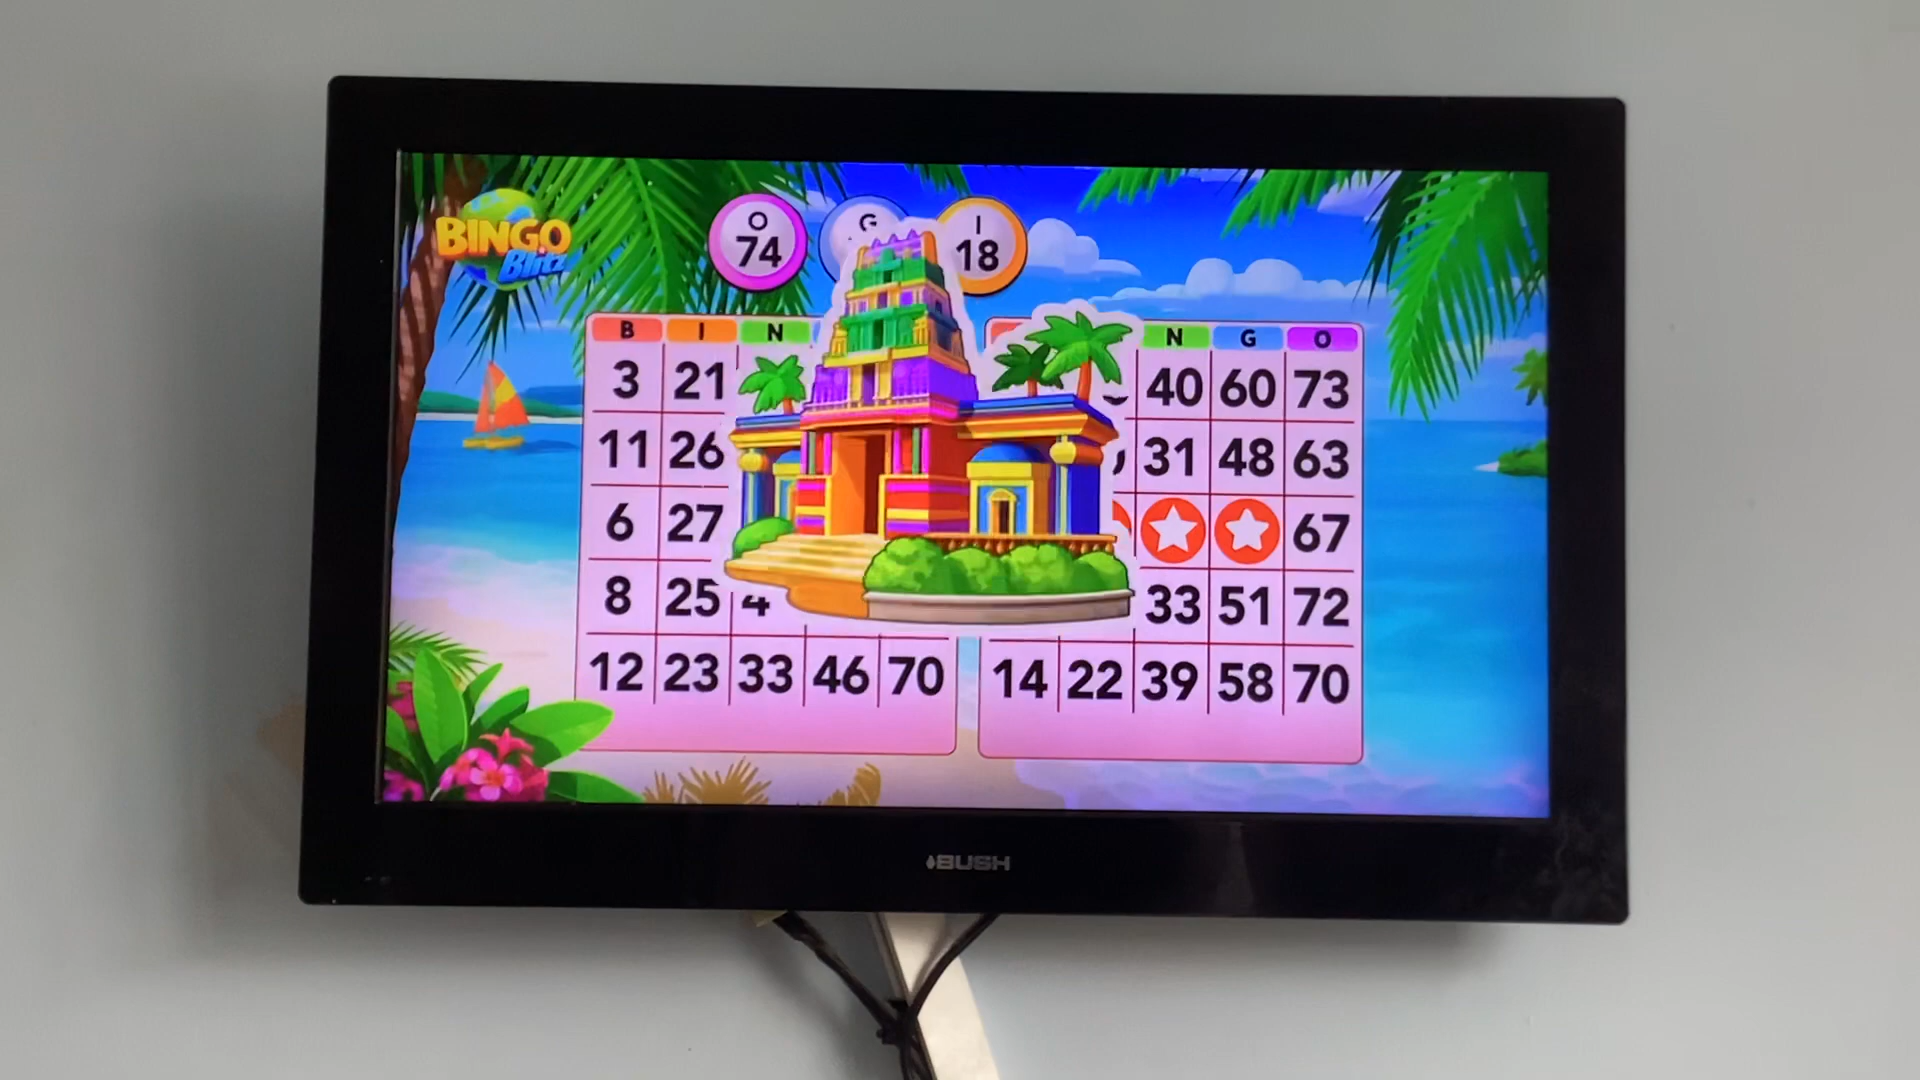 BINGO
Blitz
O
74
G
I
18
B I N
3 21
11 26
6 27
8 25 4
12 23 33 46 70
N G O
40 60 73
31 48 63
67
33 51 72
14 22 39 58 70
BUSH